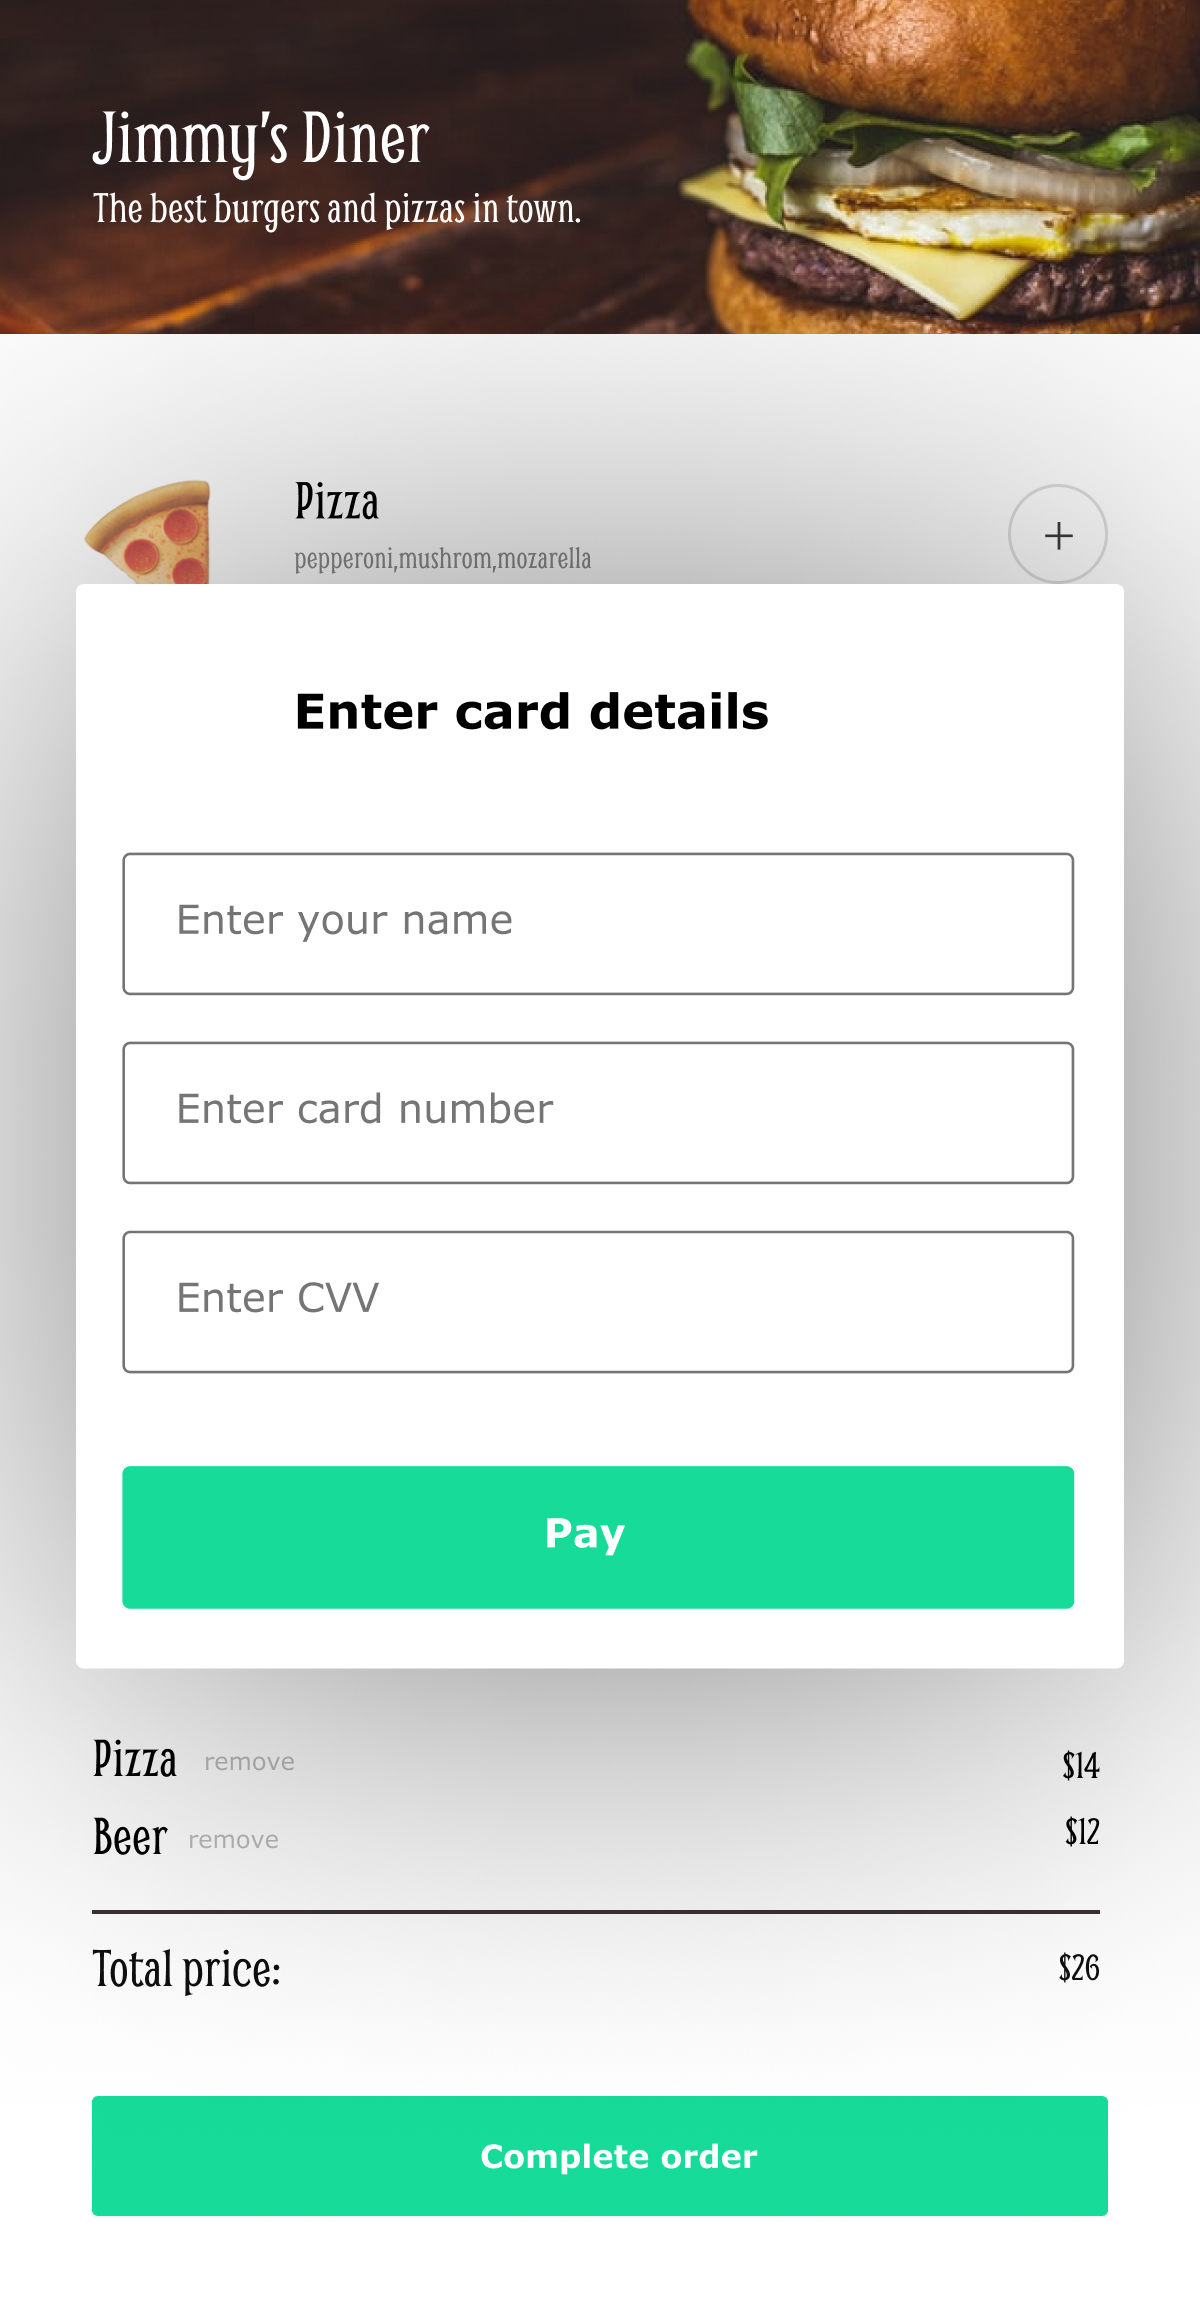 Jimmy's Diner
The best burgers and pizzas in town.
Pizza
pepperoni,mushrom,mozarella
+
Enter card details
Enter your name
Enter card number
Enter CVV
Pay
Pizza remove $14
Beer remove $12
Total price: $26
Complete order